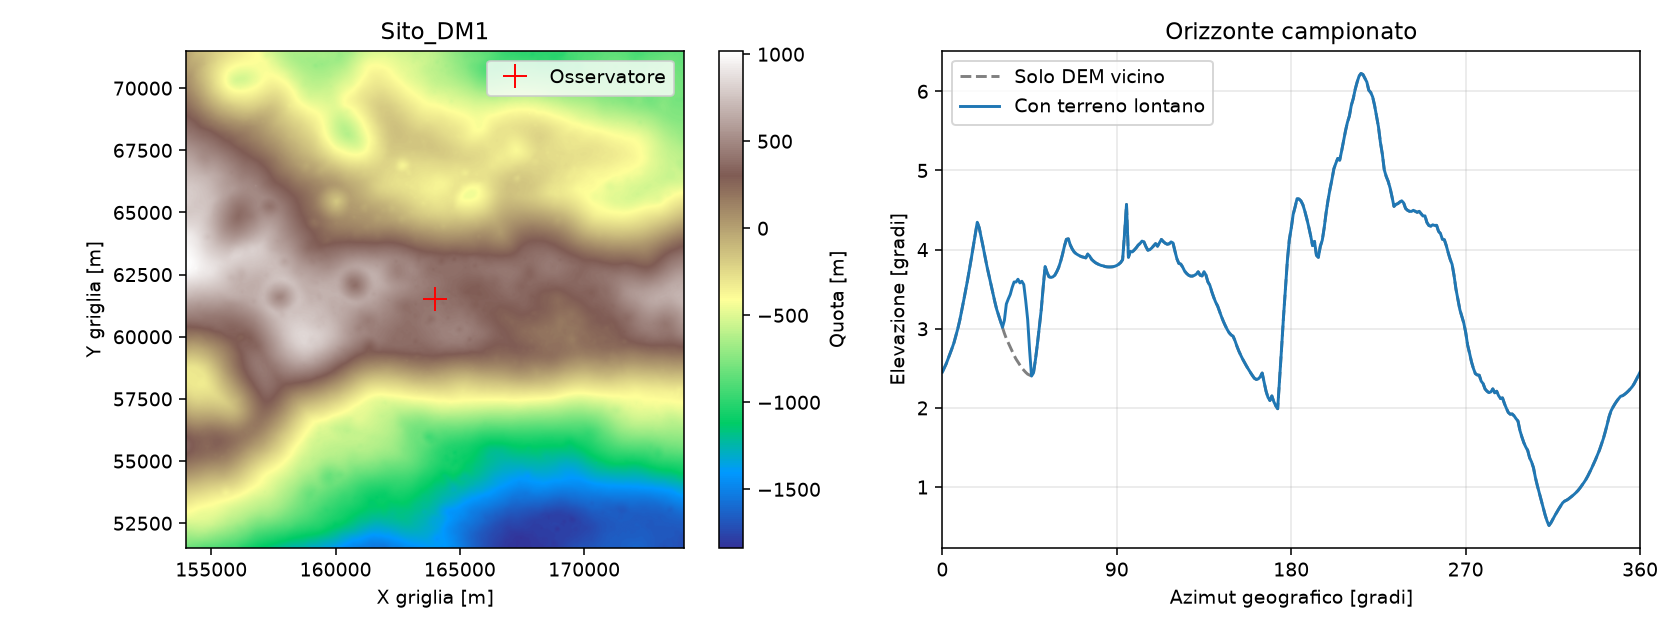 Sito_DM1
Osservatore
70000
67500
65000
62500
60000
57500
55000
52500
Y griglia [m]
155000 160000 165000 170000
X griglia [m]
1000
500
0
−500
−1000
−1500
Quota [m]
Orizzonte campionato
Solo DEM vicino
Con terreno lontano
6
5
4
3
2
1
Elevazione [gradi]
0 90 180 270 360
Azimut geografico [gradi]